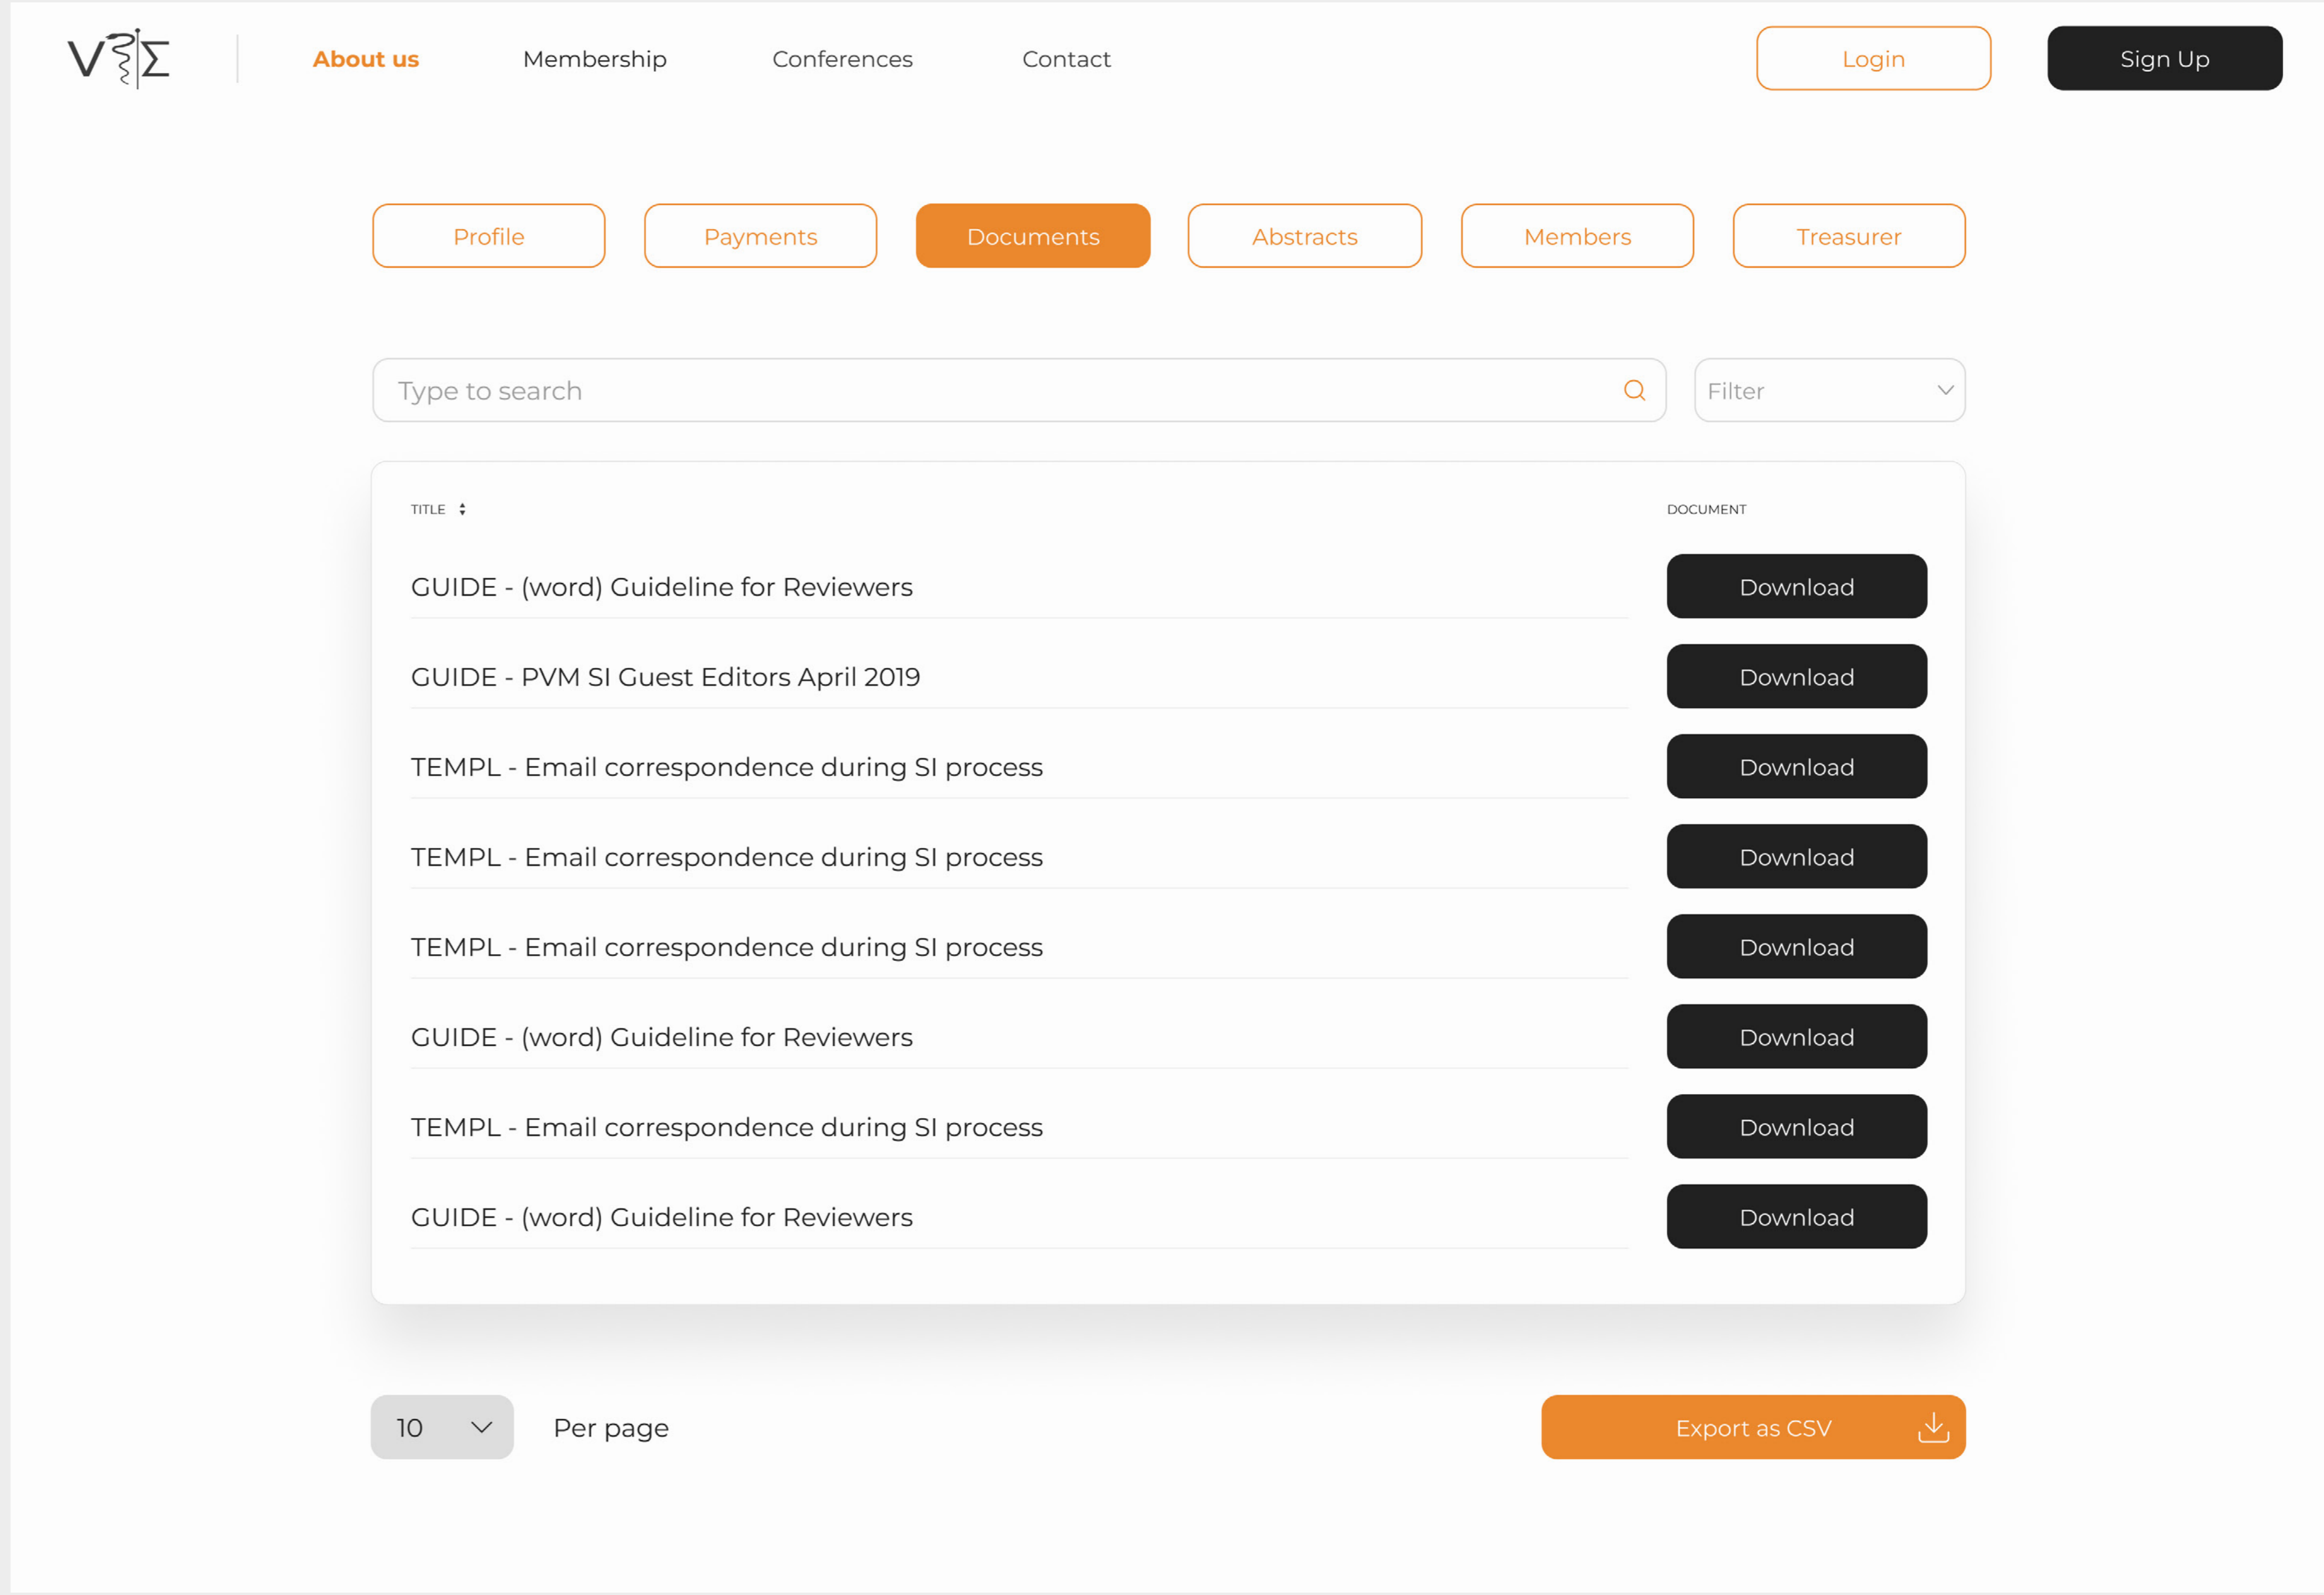 VΣ
About us
Membership
Conferences
Contact
Login
Sign Up
Profile
Payments
Documents
Abstracts
Members
Treasurer
Type to search
Filter
TITLE
DOCUMENT
GUIDE - (word) Guideline for Reviewers
Download
GUIDE - PVM SI Guest Editors April 2019
Download
TEMPL - Email correspondence during SI process
Download
TEMPL - Email correspondence during SI process
Download
TEMPL - Email correspondence during SI process
Download
GUIDE - (word) Guideline for Reviewers
Download
TEMPL - Email correspondence during SI process
Download
GUIDE - (word) Guideline for Reviewers
Download
10
Per page
Export as CSV